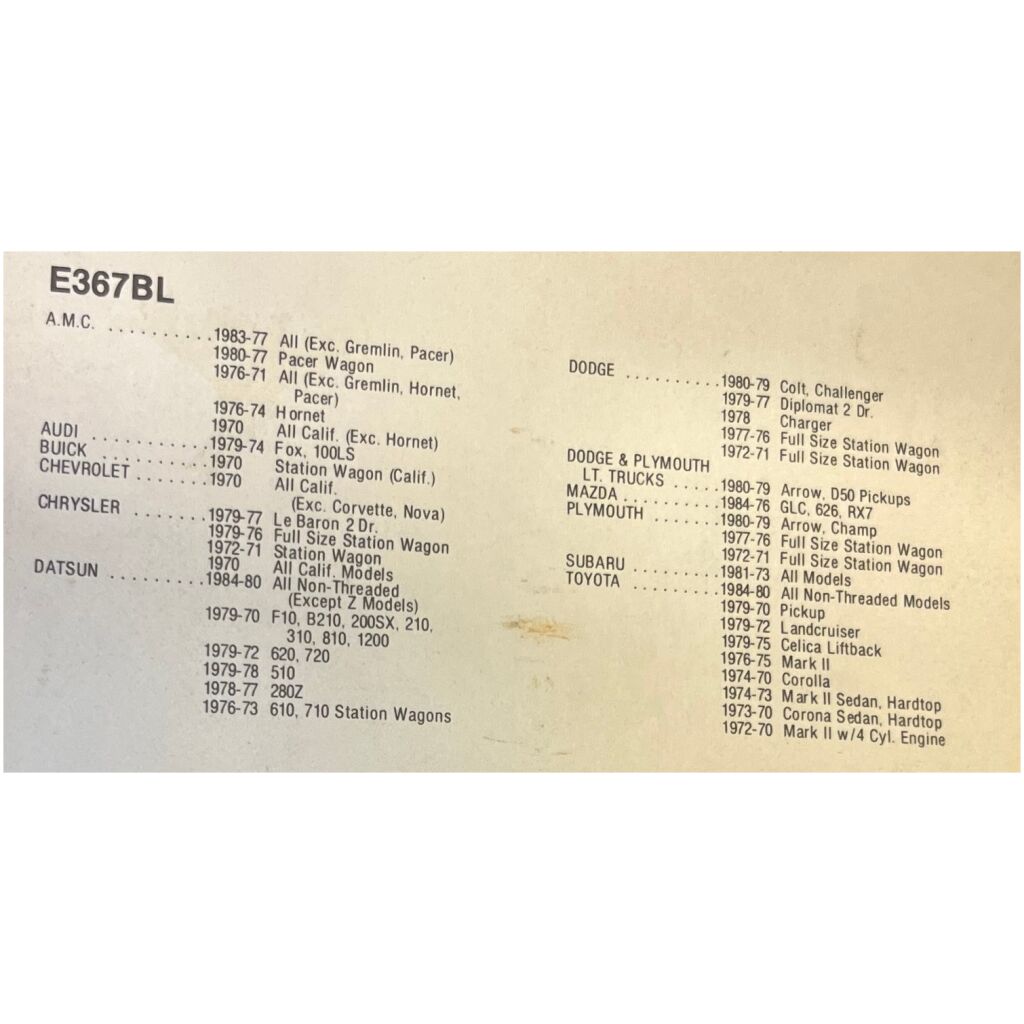 E367BL
A.M.C. .......... 1983-77 All (Exc. Gremlin, Pacer)
1980-77 Pacer Wagon
1976-71 All (Exc. Gremlin, Hornet,
Pacer)
1976-74 Hornet
1970 All Calif. (Exc. Hornet)
AUDI ........... 1979-74 Fox, 100LS
BUICK .......... 1970 Station Wagon (Calif.)
CHEVROLET ....... 1970 All Calif.
(Exc. Corvette, Nova)
CHRYSLER ....... 1979-77 Le Baron 2 Dr.
1979-76 Full Size Station Wagon
1972-71 Station Wagon
1970 All Calif. Models
DATSUN ......... 1984-80 All Non-Threaded
(Except Z Models)
1979-70 F10, B210, 200SX, 210,
310, 810, 1200
1979-72 620, 720
1979-78 510
1978-77 280Z
1976-73 610, 710 Station Wagons
DODGE .......... 1980-79 Colt, Challenger
1979-77 Diplomat 2 Dr.
1978 Charger
1977-76 Full Size Station Wagon
1972-71 Full Size Station Wagon
DODGE & PLYMOUTH
LT. TRUCKS ..... 1980-79 Arrow, D50 Pickups
MAZDA .......... 1984-76 GLC, 626, RX7
PLYMOUTH ....... 1980-79 Arrow, Champ
1977-76 Full Size Station Wagon
1972-71 Full Size Station Wagon
SUBARU ......... 1981-73 All Models
TOYOTA ......... 1984-80 All Non-Threaded Models
1979-70 Pickup
1979-72 Landcruiser
1979-75 Celica Liftback
1976-75 Mark II
1974-70 Corolla
1974-73 Mark II Sedan, Hardtop
1973-70 Corona Sedan, Hardtop
1972-70 Mark II w/4 Cyl. Engine